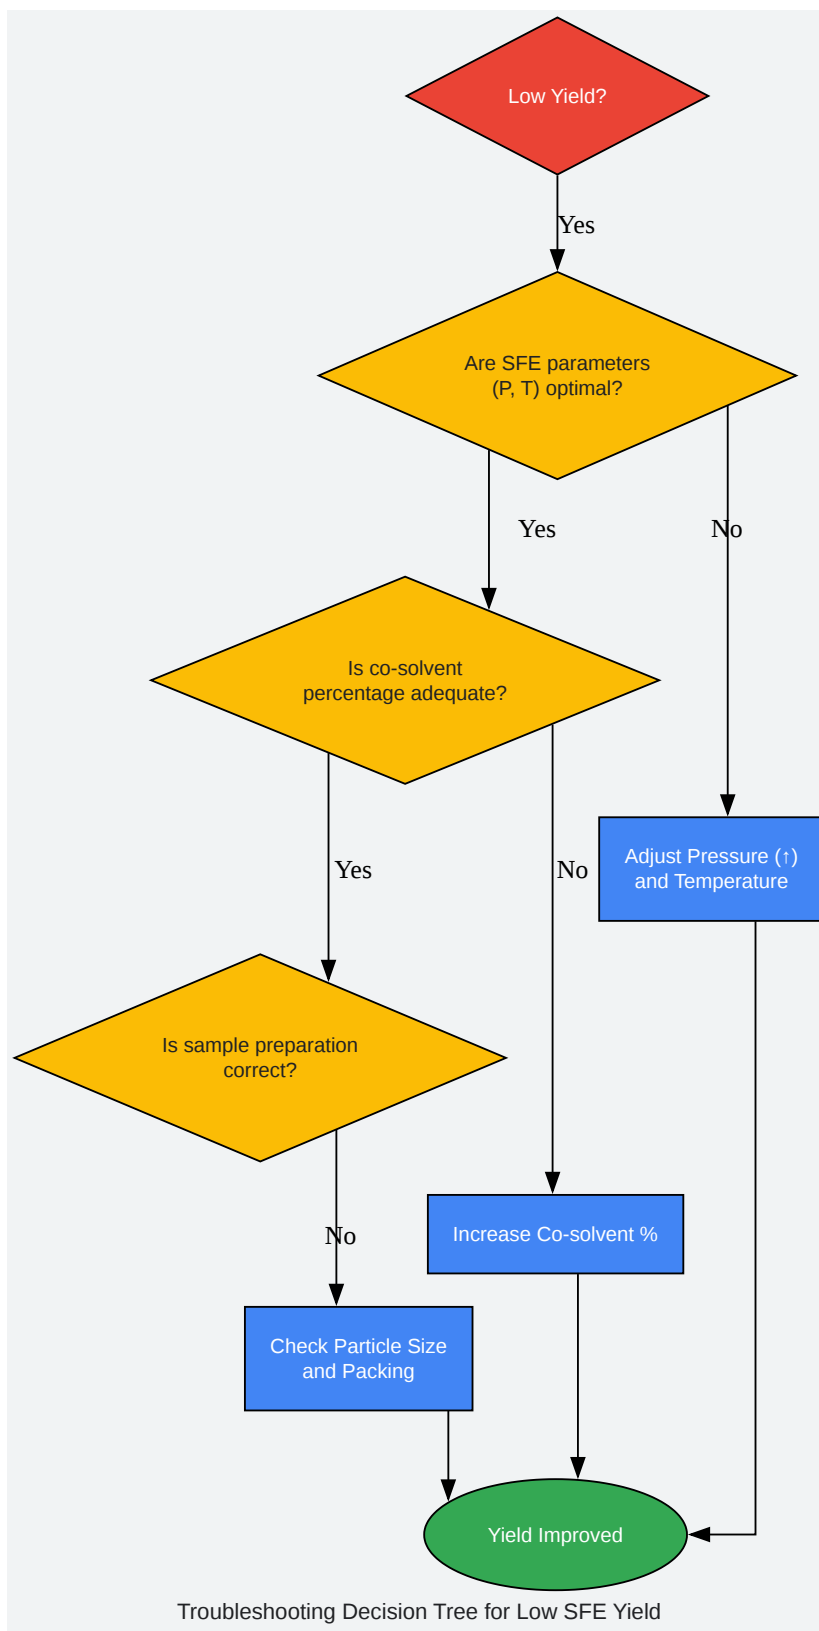 Low Yield?
Yes
Are SFE parameters
(P, T) optimal?
Yes
No
Is co-solvent
percentage adequate?
Adjust Pressure (↑)
and Temperature
Yes
No
Is sample preparation
correct?
Increase Co-solvent %
No
Check Particle Size
and Packing
Yield Improved
Troubleshooting Decision Tree for Low SFE Yield